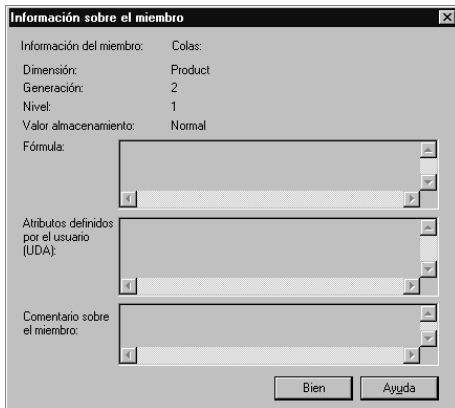 Información sobre el miembro
Información del miembro: Colas:
Dimensión: Product
Generación: 2
Nivel: 1
Valor almacenamiento: Normal
Fórmula:
Atributos definidos
por el usuario
(UDA):
Comentario sobre
el miembro:
Bien Ayuda